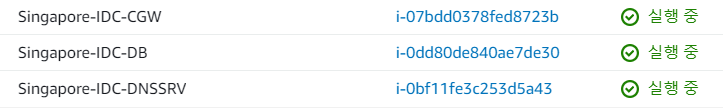 Singapore-IDC-CGW i-07bdd0378fed8723b 실행 중
Singapore-IDC-DB i-0dd80de840ae7de30 실행 중
Singapore-IDC-DNSSRV i-0bf11fe3c253d5a43 실행 중